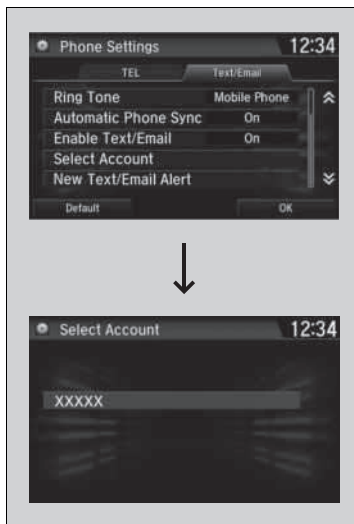 Phone Settings 12:34
TEL Text/Email
Ring Tone Mobile Phone
Automatic Phone Sync On
Enable Text/Email On
Select Account
New Text/Email Alert
Default OK
Select Account 12:34
XXXXX